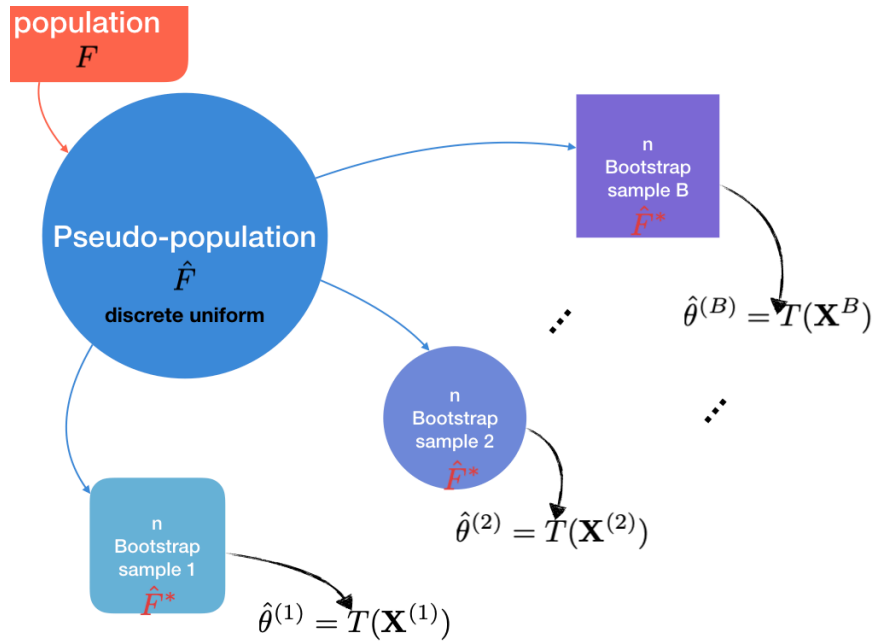 population
F
Pseudo-population
F̂
discrete uniform
n
Bootstrap
sample B
F̂*
θ̂^(B) = T(𝐗^B)
n
Bootstrap
sample 2
F̂*
θ̂^(2) = T(𝐗^(2))
n
Bootstrap
sample 1
F̂*
θ̂^(1) = T(𝐗^(1))